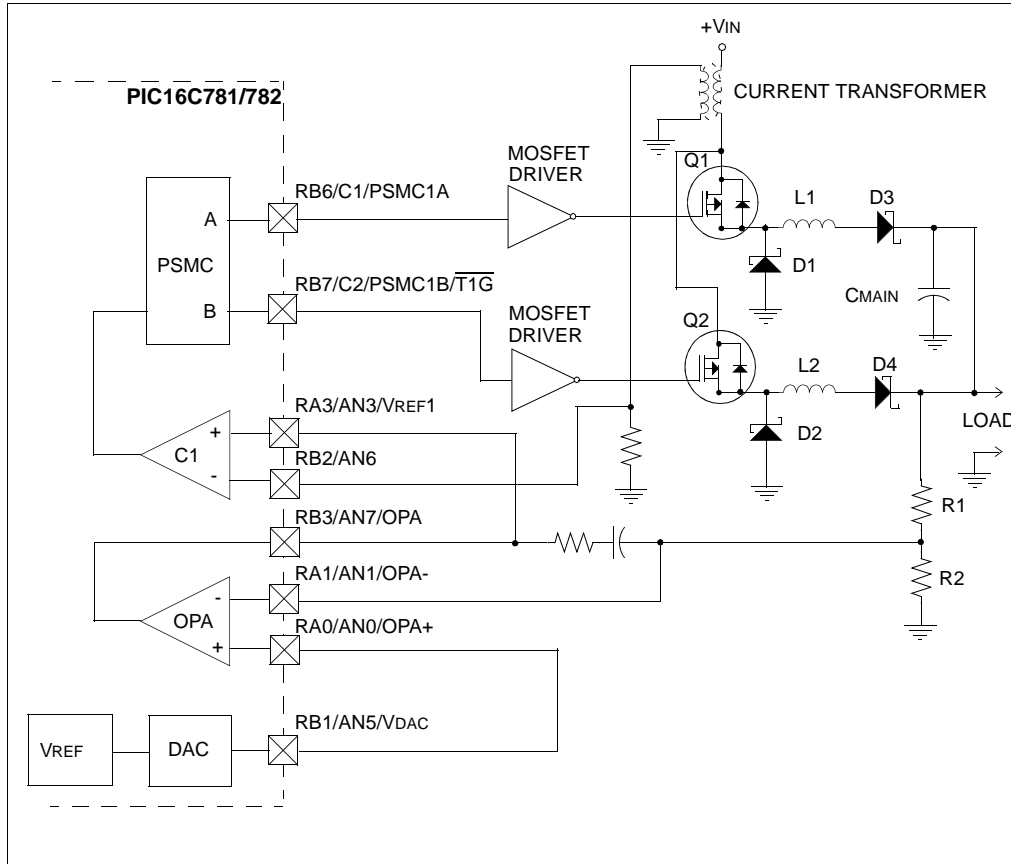 +VIN
PIC16C781/782
CURRENT TRANSFORMER
MOSFET
DRIVER
Q1
RB6/C1/PSMC1A
L1
D3
A
PSMC
D1
RB7/C2/PSMC1B/T1G
CMAIN
B
MOSFET
DRIVER
Q2
L2
D4
RA3/AN3/VREF1
LOAD
+
C1
D2
RB2/AN6
-
RB3/AN7/OPA
R1
RA1/AN1/OPA-
-
R2
OPA
RA0/AN0/OPA+
+
RB1/AN5/VDAC
VREF
DAC